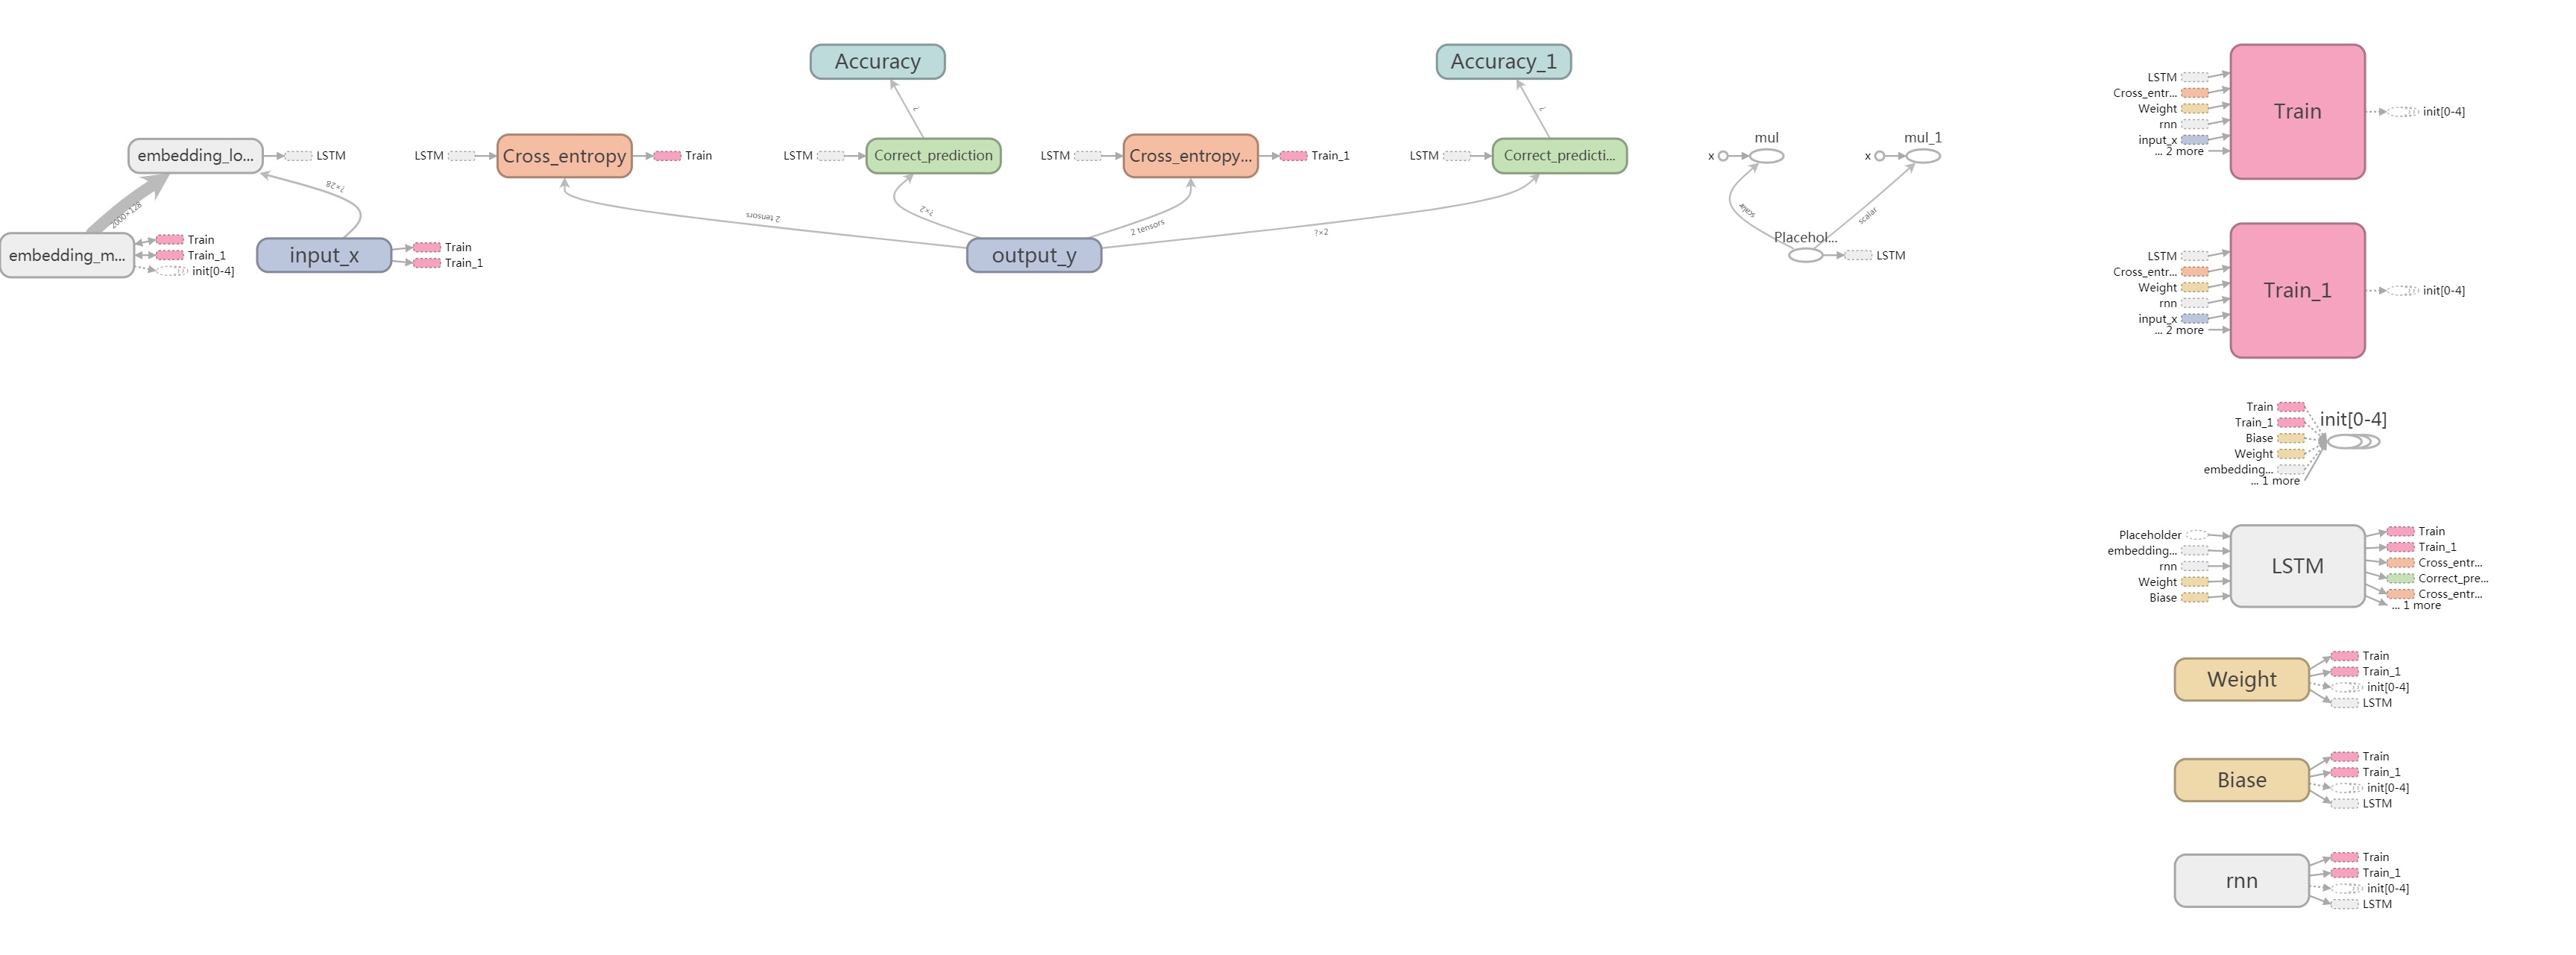 Accuracy
Accuracy_1
?
?
embedding_lo...
LSTM
LSTM
Cross_entropy
Train
LSTM
Correct_prediction
LSTM
Cross_entropy...
Train_1
LSTM
Correct_predicti...
mul
x
mul_1
x
2000×128
?×28
2 tensors
?×2
2 tensors
?×2
scalar
scalar
embedding_m...
Train
Train_1
init[0-4]
input_x
Train
Train_1
output_y
Placehol...
LSTM
LSTM
Cross_entr...
Weight
rnn
input_x
... 2 more
Train
init[0-4]
LSTM
Cross_entr...
Weight
rnn
input_x
... 2 more
Train_1
init[0-4]
Train
Train_1
Biase
Weight
embedding...
... 1 more
init[0-4]
Placeholder
embedding...
rnn
Weight
Biase
LSTM
Train
Train_1
Cross_entr...
Correct_pre...
Cross_entr...
... 1 more
Weight
Train
Train_1
init[0-4]
LSTM
Biase
Train
Train_1
init[0-4]
LSTM
rnn
Train
Train_1
init[0-4]
LSTM